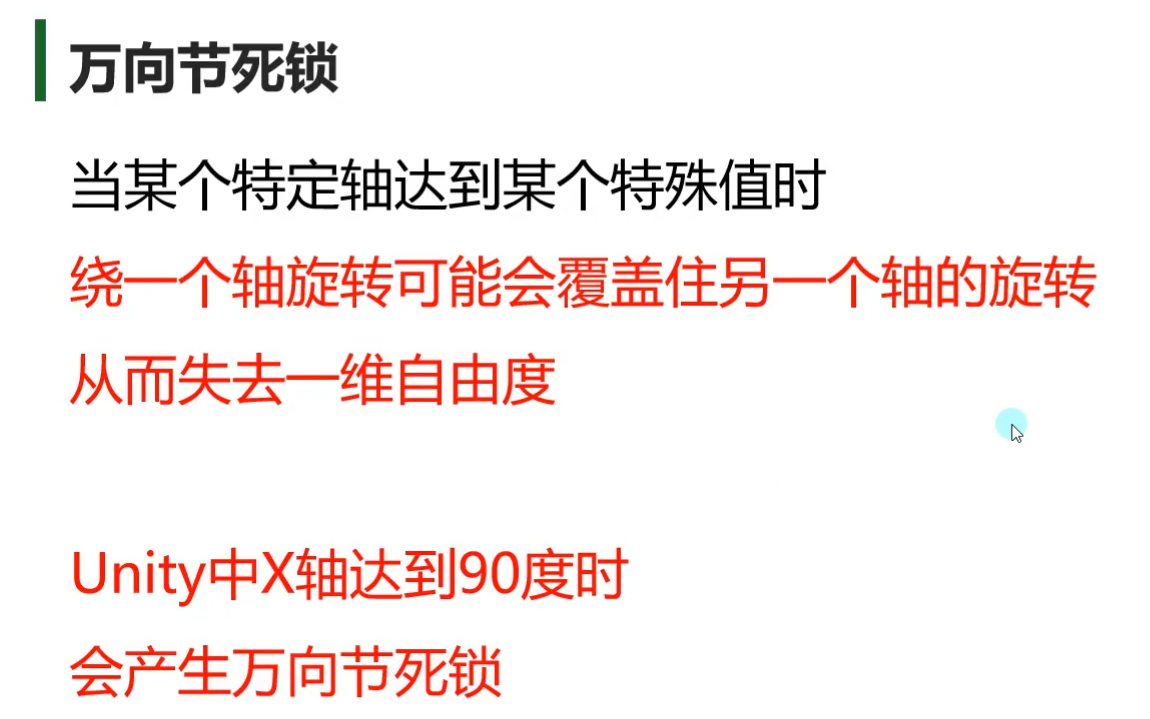 万向节死锁
当某个特定轴达到某个特殊值时
绕一个轴旋转可能会覆盖住另一个轴的旋转
从而失去一维自由度
Unity中X轴达到90度时
会产生万向节死锁